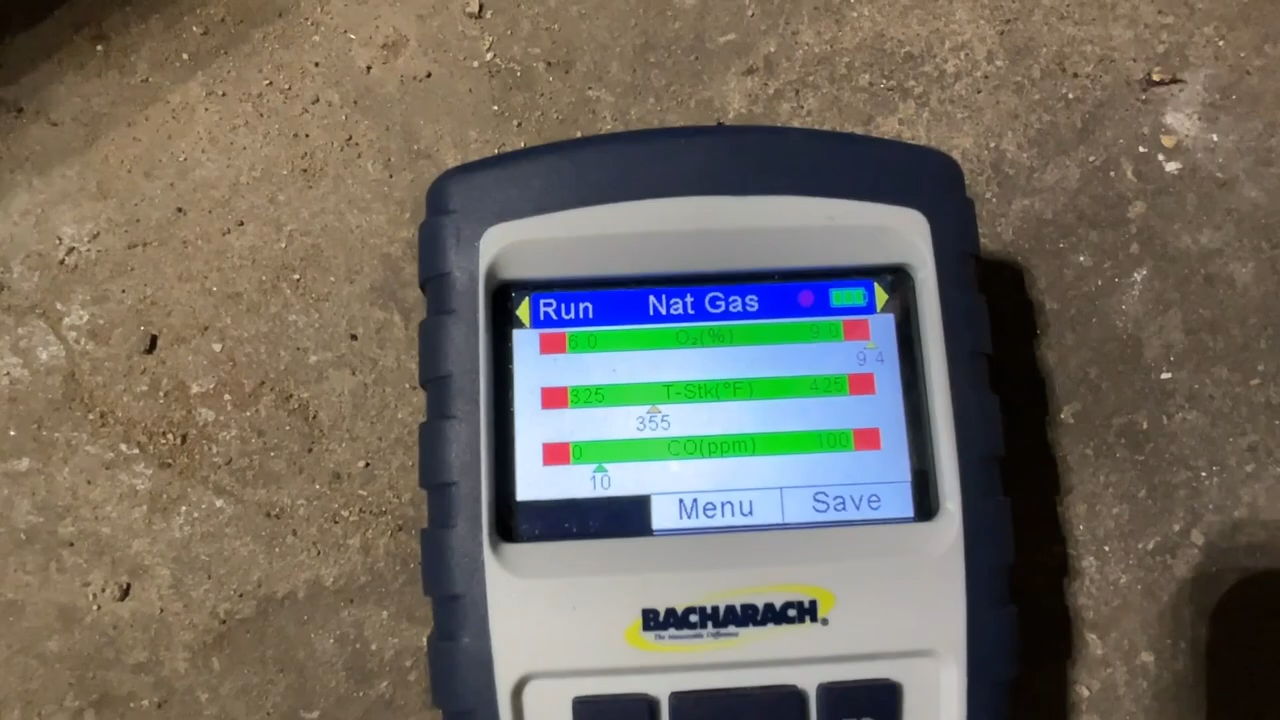 Run Nat Gas
6.0 O₂(%) 9.0
9.4
325 T-Stk(°F) 425
355
0 CO(ppm) 100
10
Menu Save
BACHARACH®